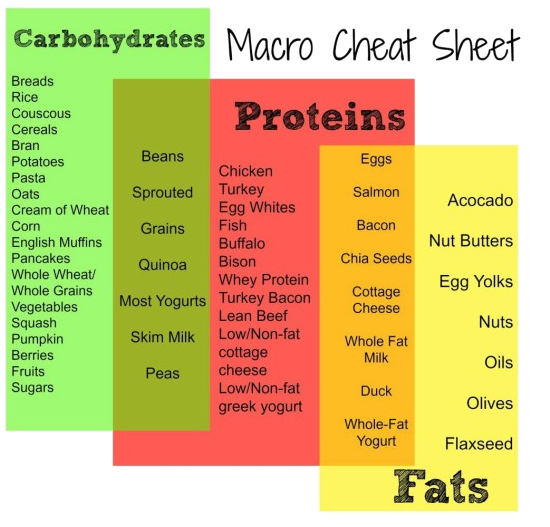 Carbohydrates
Macro Cheat Sheet
Breads
Rice
Couscous
Cereals
Bran
Potatoes
Pasta
Oats
Cream of Wheat
Corn
English Muffins
Pancakes
Whole Wheat/
Whole Grains
Vegetables
Squash
Pumpkin
Berries
Fruits
Sugars
Beans
Sprouted
Grains
Quinoa
Most Yogurts
Skim Milk
Peas
Proteins
Chicken
Turkey
Egg Whites
Fish
Buffalo
Bison
Whey Protein
Turkey Bacon
Lean Beef
Low/Non-fat
cottage
cheese
Low/Non-fat
greek yogurt
Eggs
Salmon
Bacon
Chia Seeds
Cottage
Cheese
Whole Fat
Milk
Duck
Whole-Fat
Yogurt
Acocado
Nut Butters
Egg Yolks
Nuts
Oils
Olives
Flaxseed
Fats